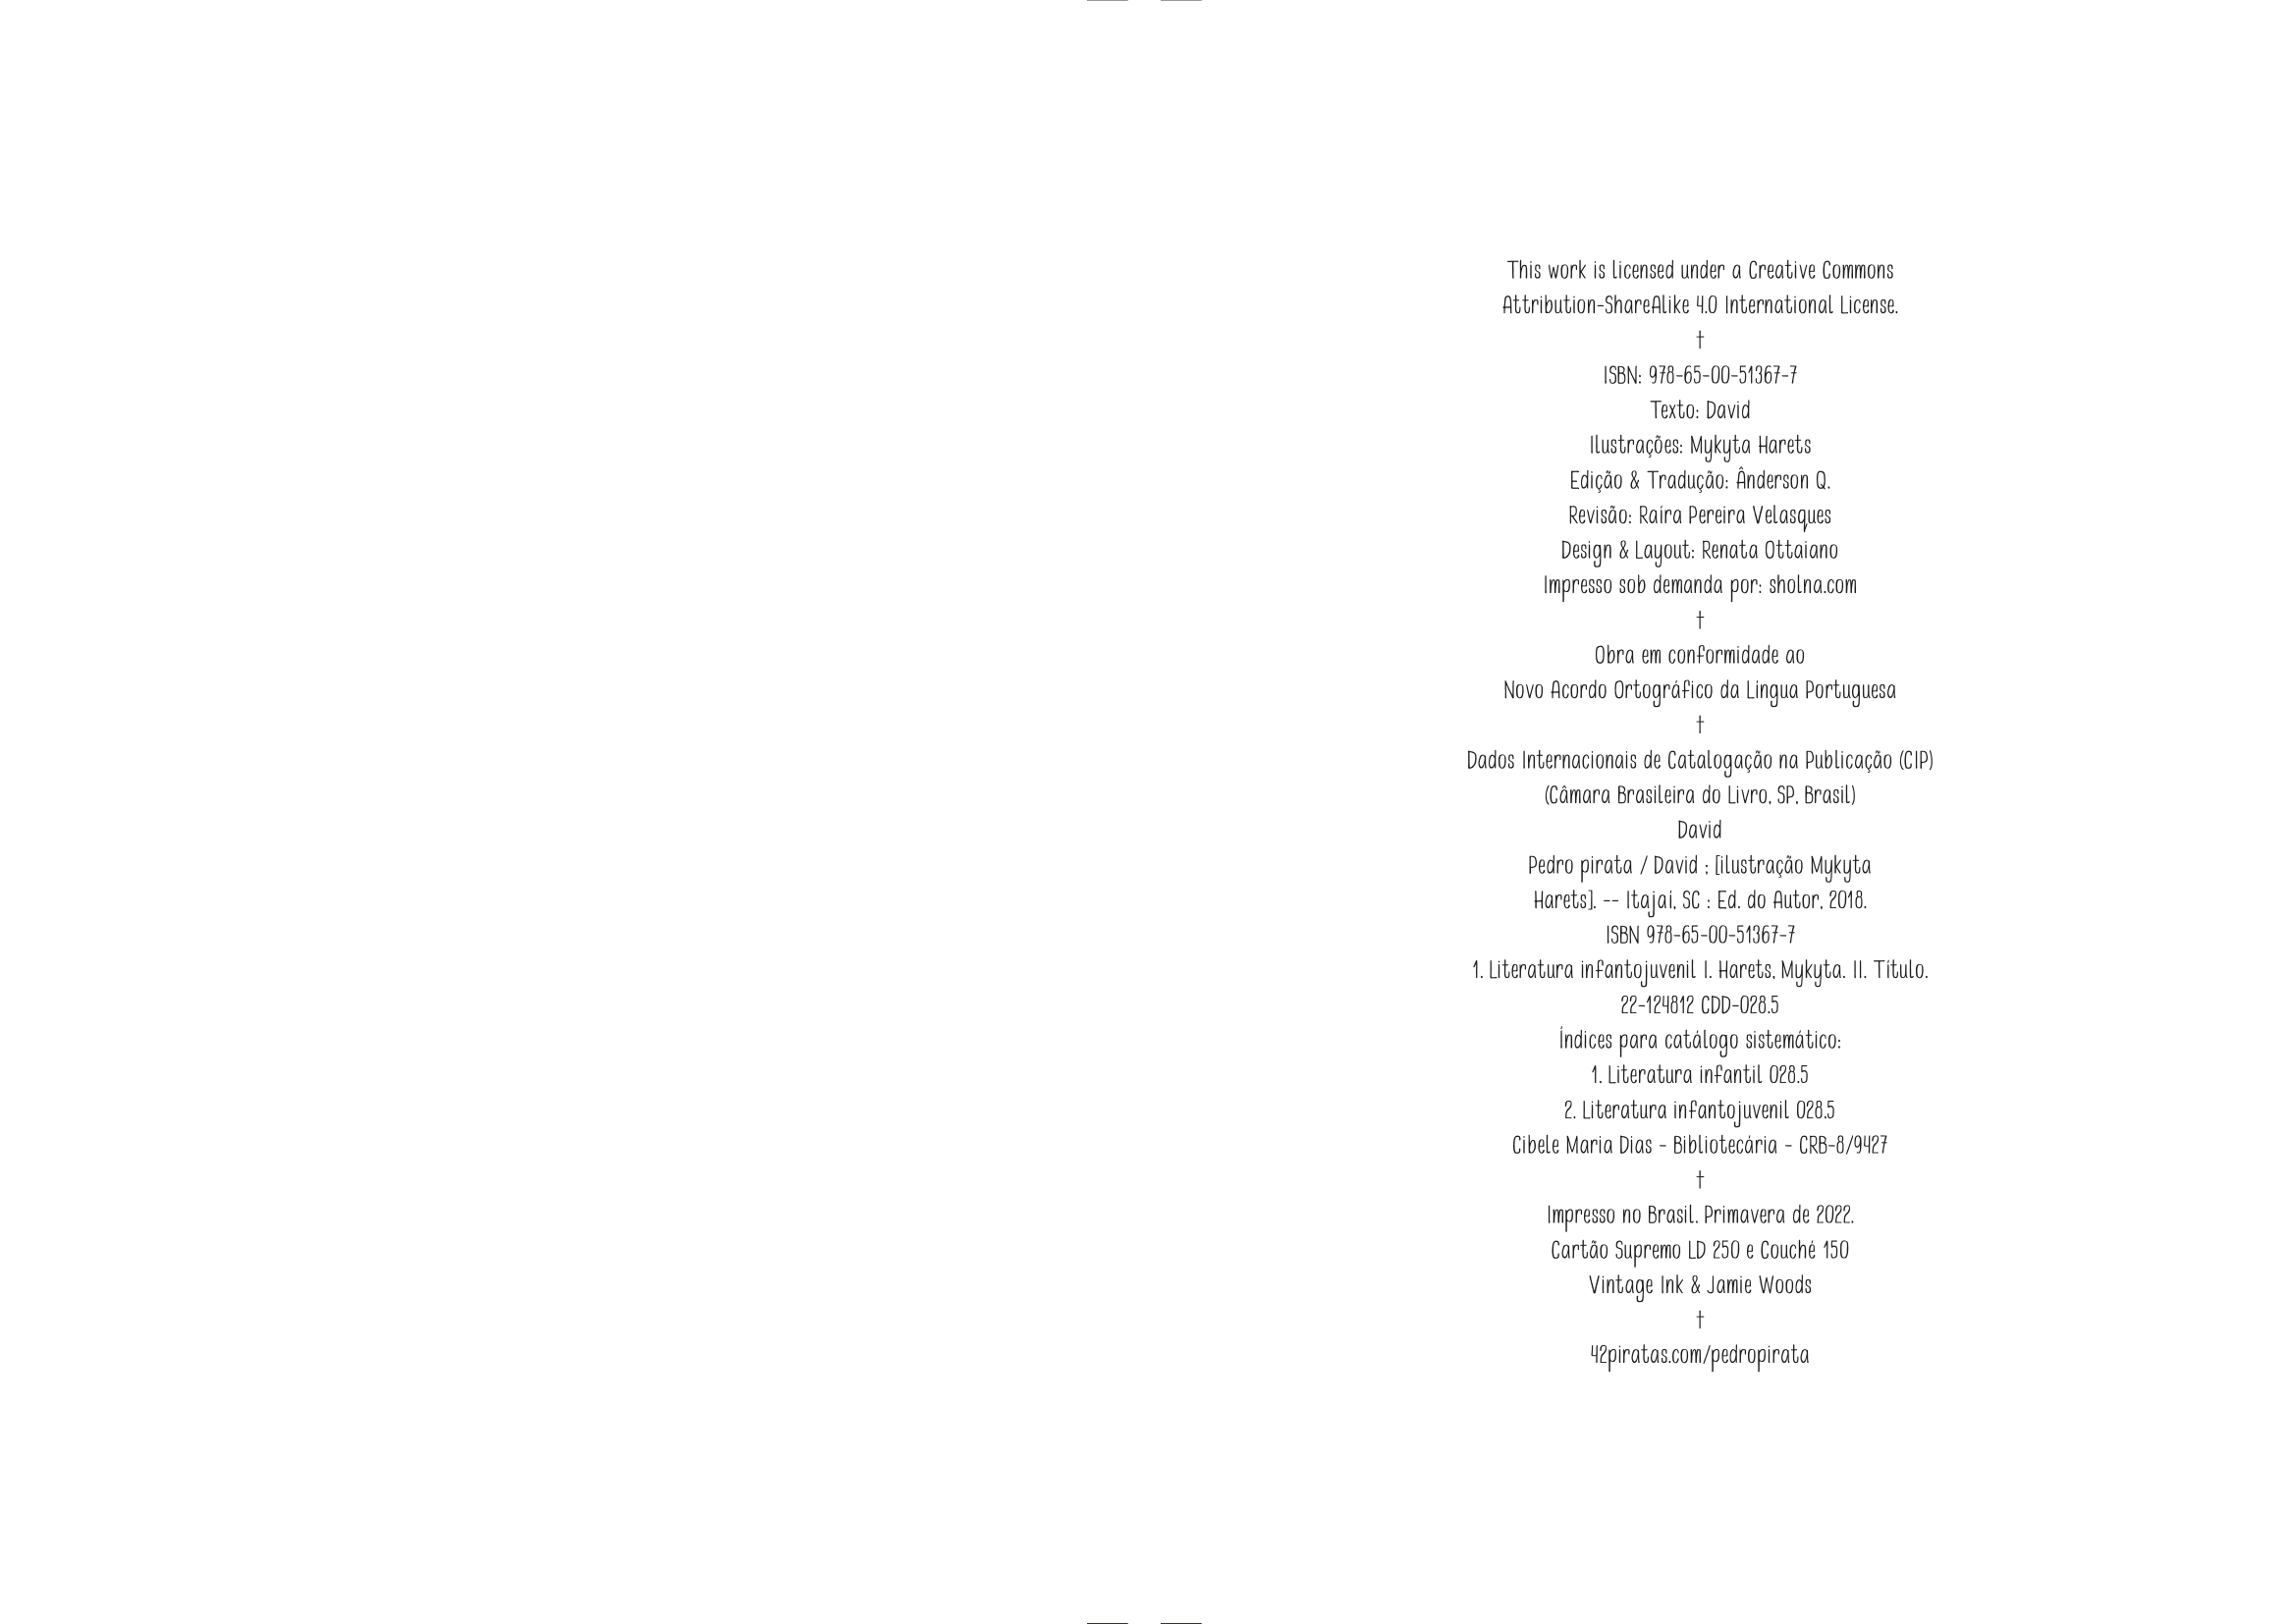 This work is licensed under a Creative Commons
Attribution-ShareAlike 4.0 International License.
†
ISBN: 978-65-00-51367-7
Texto: David
Ilustrações: Mykyta Harets
Edição & Tradução: Ânderson Q.
Revisão: Raíra Pereira Velasques
Design & Layout: Renata Ottaiano
Impresso sob demanda por: sholna.com
†
Obra em conformidade ao
Novo Acordo Ortográfico da Língua Portuguesa
†
Dados Internacionais de Catalogação na Publicação (CIP)
(Câmara Brasileira do Livro, SP, Brasil)
David
Pedro pirata / David ; [ilustração Mykyta
Harets]. -- Itajaí, SC : Ed. do Autor, 2018.
ISBN 978-65-00-51367-7
1. Literatura infantojuvenil I. Harets, Mykyta. II. Título.
22-124812 CDD-028.5
Índices para catálogo sistemático:
1. Literatura infantil 028.5
2. Literatura infantojuvenil 028.5
Cibele Maria Dias - Bibliotecária - CRB-8/9427
†
Impresso no Brasil. Primavera de 2022.
Cartão Supremo LD 250 e Couché 150
Vintage Ink & Jamie Woods
†
42piratas.com/pedropirata